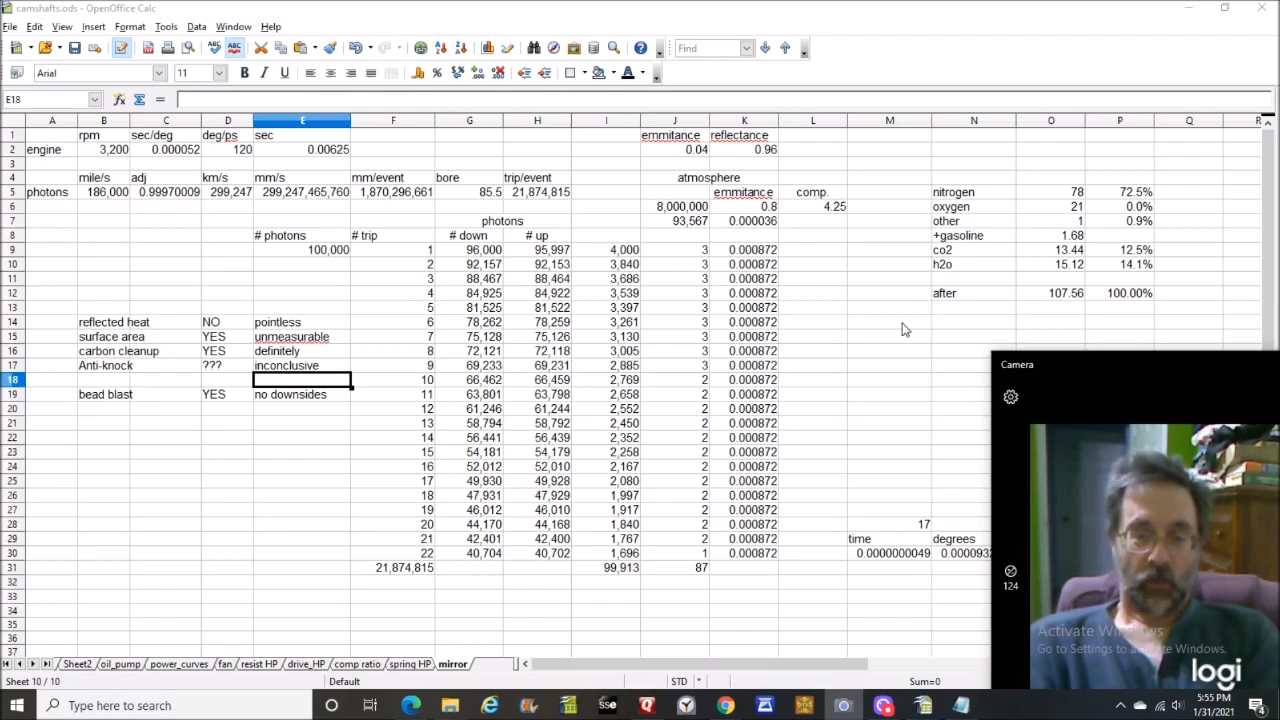 camshafts.ods - OpenOffice Calc
File Edit View Insert Format Tools Data Window Help
Find
Arial 11
E18
A B C D E F G H I J K L M N O P Q R
1 rpm sec/deg deg/ps sec emmitance reflectance
2 engine 3,200 0.000052 120 0.00625 0.04 0.96
3
4 mile/s adj km/s mm/s mm/event bore trip/event atmosphere
5 photons 186,000 0.99970009 299,247 299,247,465,760 1,870,296,661 85.5 21,874,815 emmitance comp. nitrogen 78 72.5%
6 8,000,000 0.8 4.25 oxygen 21 0.0%
7 photons 93,567 0.000036 other 1 0.9%
8 # photons # trip # down # up +gasoline 1.68
9 100,000 1 96,000 95,997 4,000 3 0.000872 co2 13.44 12.5%
10 2 92,157 92,153 3,840 3 0.000872 h2o 15.12 14.1%
11 3 88,467 88,464 3,686 3 0.000872
12 4 84,925 84,922 3,539 3 0.000872 after 107.56 100.00%
13 5 81,525 81,522 3,397 3 0.000872
14 reflected heat NO pointless 6 78,262 78,259 3,261 3 0.000872
15 surface area YES unmeasurable 7 75,128 75,126 3,130 3 0.000872
16 carbon cleanup YES definitely 8 72,121 72,118 3,005 3 0.000872
17 Anti-knock ??? inconclusive 9 69,233 69,231 2,885 3 0.000872
18 10 66,462 66,459 2,769 2 0.000872
19 bead blast YES no downsides 11 63,801 63,798 2,658 2 0.000872
20 12 61,246 61,244 2,552 2 0.000872
21 13 58,794 58,792 2,450 2 0.000872
22 14 56,441 56,439 2,352 2 0.000872
23 15 54,181 54,179 2,258 2 0.000872
24 16 52,012 52,010 2,167 2 0.000872
25 17 49,930 49,928 2,080 2 0.000872
26 18 47,931 47,929 1,997 2 0.000872
27 19 46,012 46,010 1,917 2 0.000872
28 20 44,170 44,168 1,840 2 0.000872 17
29 21 42,401 42,400 1,767 2 0.000872 time degrees
30 22 40,704 40,702 1,696 1 0.000872 0.0000000049 0.0000932
31 21,874,815 99,913 87
32
33
34
35
36
37
Camera
124
Activate Windows
Go to Settings to activate Windows.
logi
Sheet2 oil_pump power_curves fan resist HP drive_HP comp ratio spring HP mirror
Sheet 10 / 10 Default STD * Sum=0
Type here to search
5:55 PM
1/31/2021